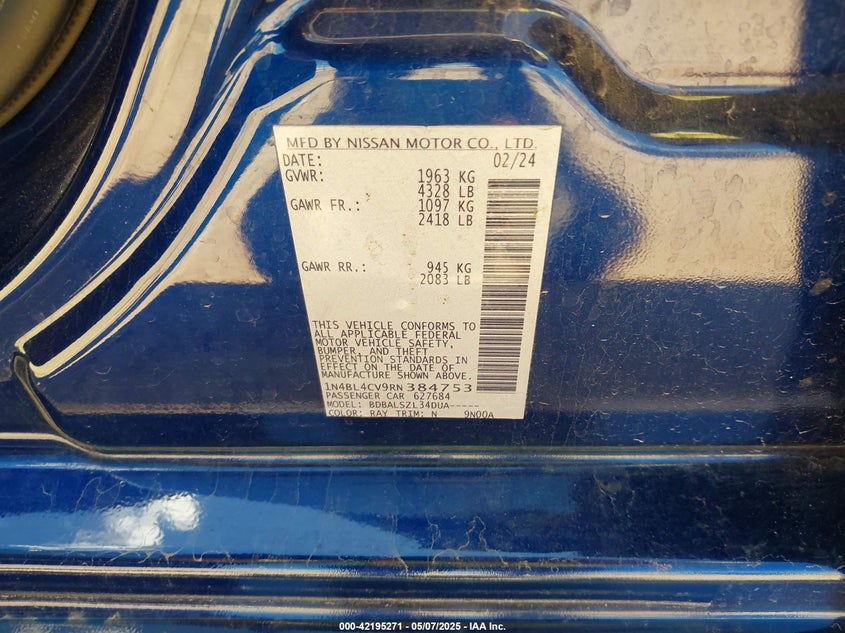 MFD BY NISSAN MOTOR CO., LTD.
DATE: 02/24
GVWR: 1963 KG
4328 LB
GAWR FR.: 1097 KG
2418 LB
GAWR RR.: 945 KG
2083 LB
THIS VEHICLE CONFORMS TO
ALL APPLICABLE FEDERAL
MOTOR VEHICLE SAFETY,
BUMPER, AND THEFT
PREVENTION STANDARDS IN
EFFECT ON THE DATE OF
MANUFACTURE SHOWN ABOVE.
1N4BL4CV9RN384753
PASSENGER CAR 627684
MODEL: BDBALSZL34DUA-----
COLOR: RAY TRIM: N 9N00A
000-42195271 - 05/07/2025 - IAA Inc.